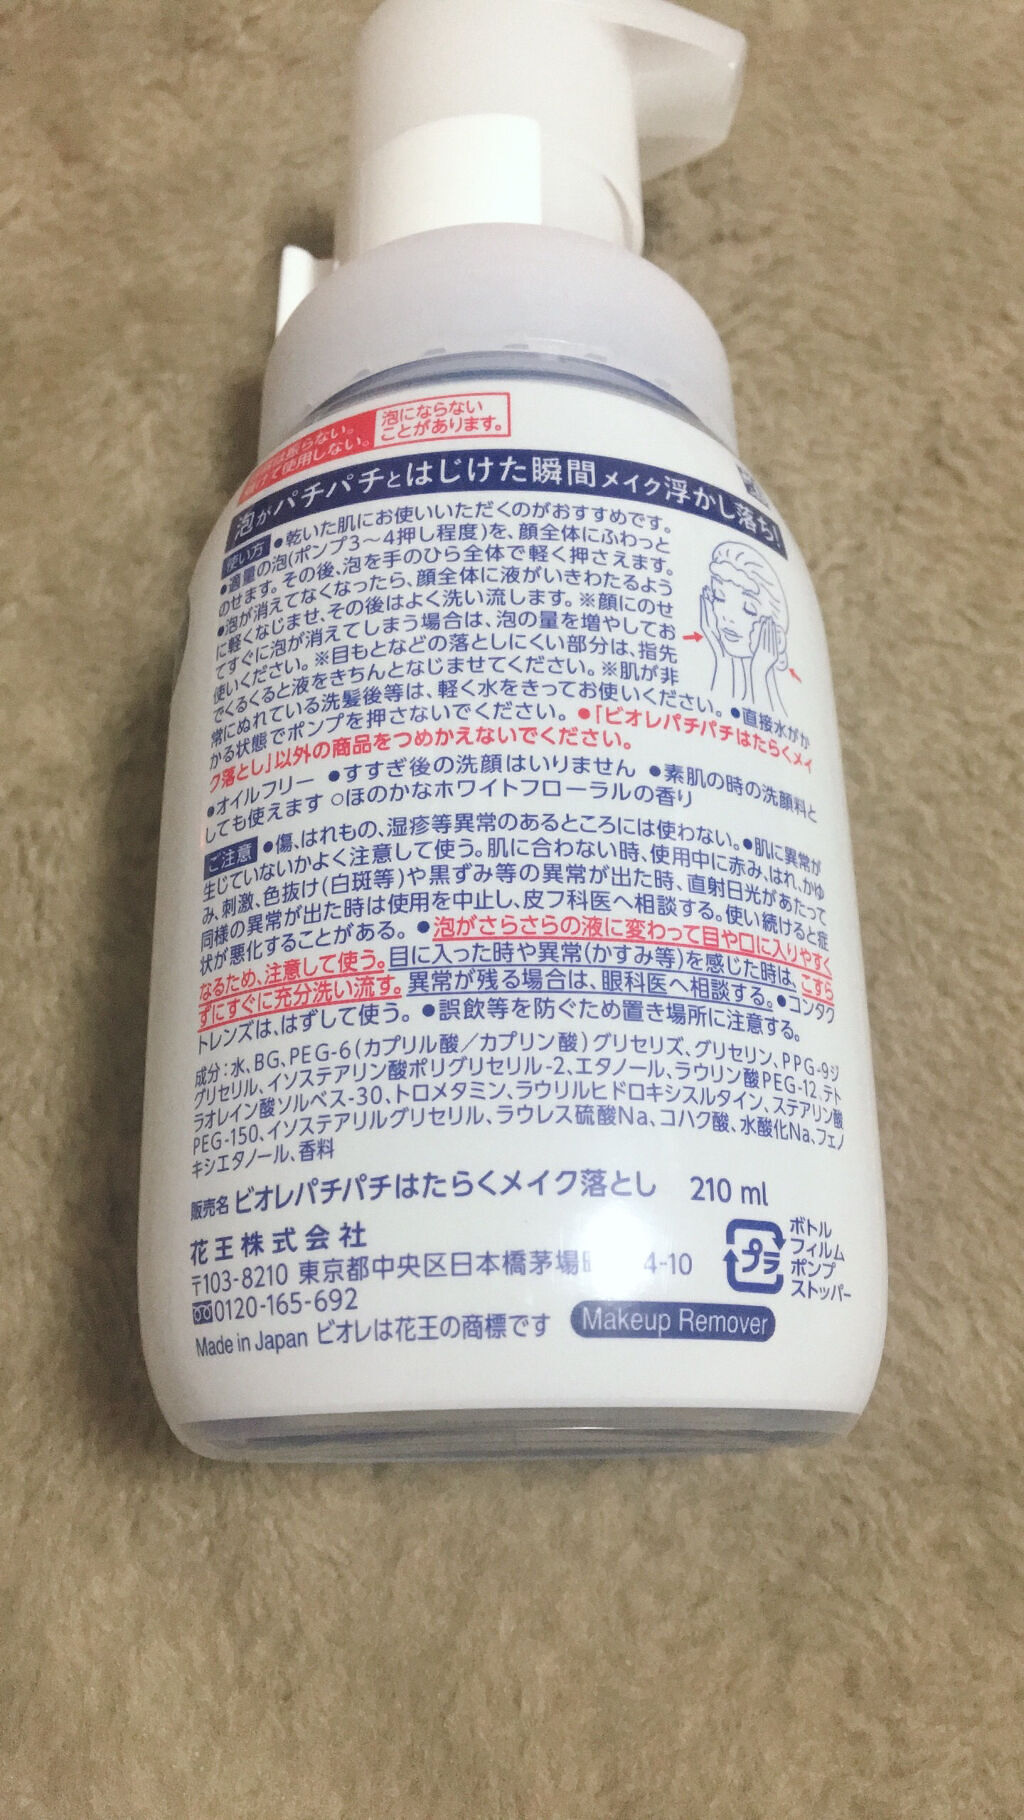 は振らない。
けて使用しない。
泡にならない
ことがあります。
泡がパチパチとはじけた瞬間メイク浮かし落ち!
使い方 ●乾いた肌にお使いいただくのがおすすめです。
●適量の泡(ポンプ3〜4押し程度)を、顔全体にふわっと
のせます。その後、泡を手のひら全体で軽く押さえます。
●泡が消えてなくなったら、顔全体に液がいきわたるよう
に軽くなじませ、その後はよく洗い流します。※顔にのせ
てすぐに泡が消えてしまう場合は、泡の量を増やしてお
使いください。※目もとなどの落としにくい部分は、指先
でくるくると液をきちんとなじませてください。※肌が非
常にぬれている洗髪後等は、軽く水をきってお使いください。●直接水がか
かる状態でポンプを押さないでください。●「ビオレパチパチはたらくメイ
ク落とし」以外の商品をつめかえないでください。
●オイルフリー ●すすぎ後の洗顔はいりません ●素肌の時の洗顔料と
しても使えます ○ほのかなホワイトフローラルの香り
ご注意 ●傷、はれもの、湿疹等異常のあるところには使わない。●肌に異常が
生じていないかよく注意して使う。肌に合わない時、使用中に赤み、はれ、かゆ
み、刺激、色抜け(白斑等)や黒ずみ等の異常が出た時、直射日光があたって
同様の異常が出た時は使用を中止し、皮フ科医へ相談する。使い続けると症
状が悪化することがある。●泡がさらさらの液に変わって目や口に入りやすく
なるため、注意して使う。目に入った時や異常(かすみ等)を感じた時は、こすら
ずにすぐに充分洗い流す。異常が残る場合は、眼科医へ相談する。●コンタク
トレンズは、はずして使う。●誤飲等を防ぐため置き場所に注意する。
成分:水、BG、PEG-6(カプリル酸/カプリン酸)グリセリズ、グリセリン、PPG-9ジ
グリセリル、イソステアリン酸ポリグリセリル-2、エタノール、ラウリン酸PEG-12、テト
ラオレイン酸ソルベス-30、トロメタミン、ラウリルヒドロキシスルタイン、ステアリン酸
PEG-150、イソステアリルグリセリル、ラウレス硫酸Na、コハク酸、水酸化Na、フェノ
キシエタノール、香料
販売名 ビオレパチパチはたらくメイク落とし 210 ml
花王株式会社
〒103-8210 東京都中央区日本橋茅場 4-10
0120-165-692
Made in Japan ビオレは花王の商標です
Makeup Remover
プラ
ボトル
フィルム
ポンプ
ストッパー